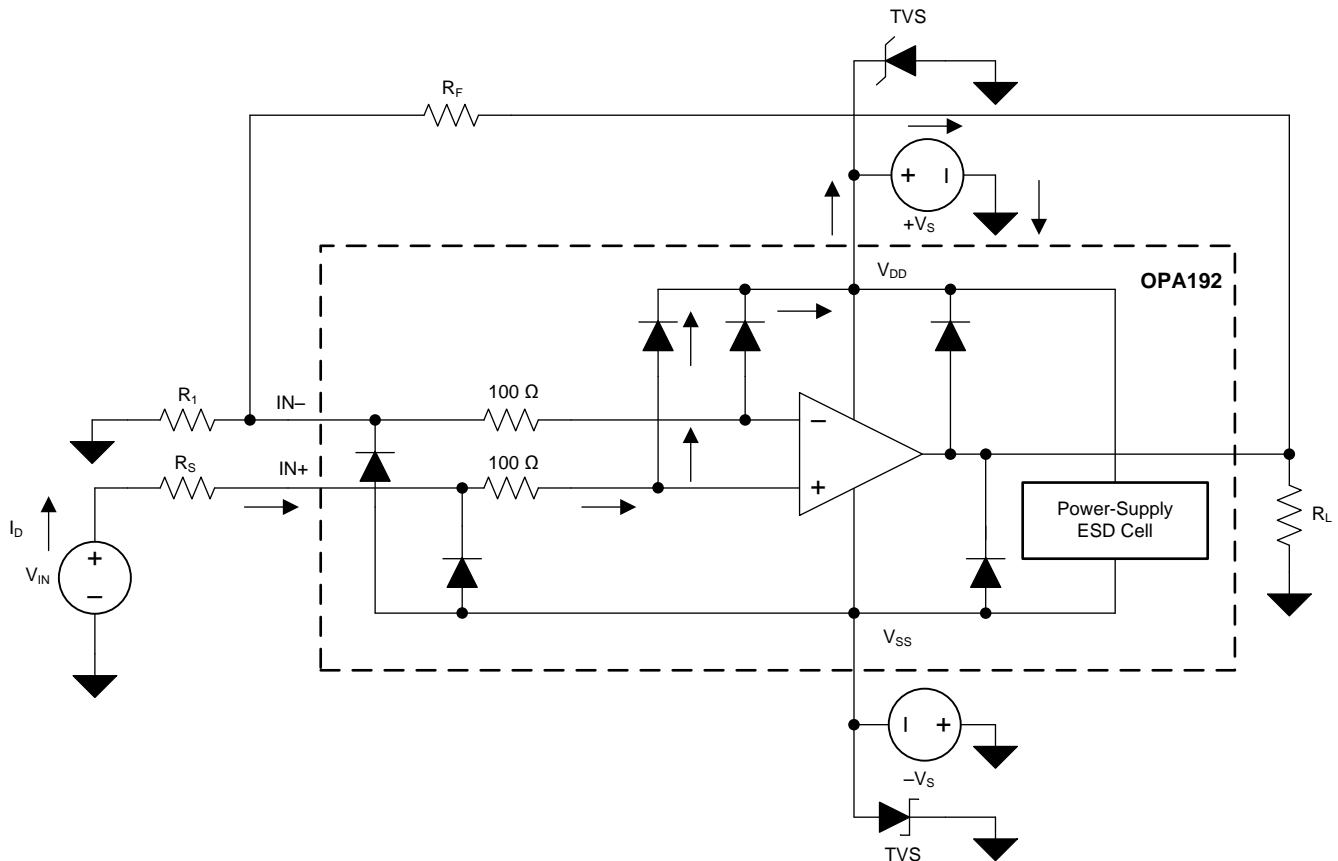 TVS
R_F
+V_S
V_DD
OPA192
R_1
IN–
100 Ω
R_S
IN+
100 Ω
I_D
V_IN
Power-Supply
ESD Cell
R_L
V_SS
–V_S
TVS